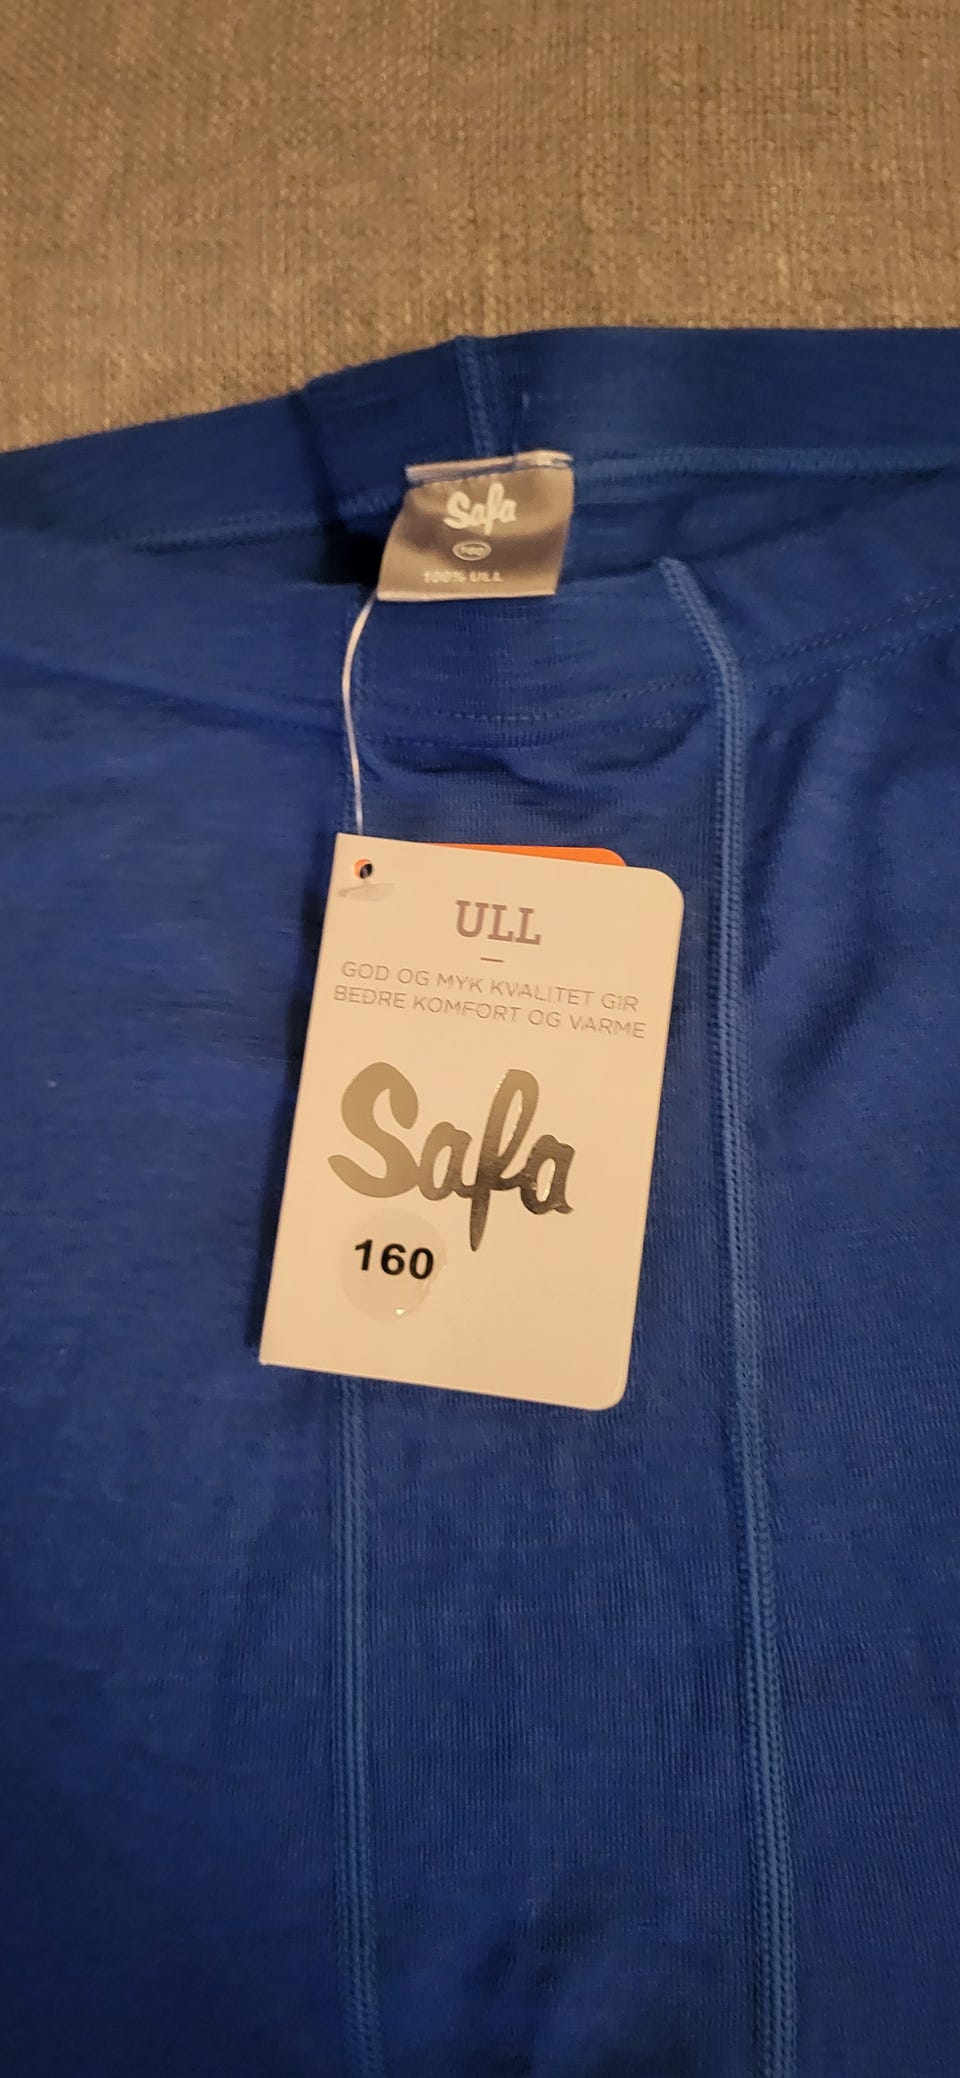 Safa
160
100% ULL
ULL
GOD OG MYK KVALITET GIR
BEDRE KOMFORT OG VARME
Safa
160